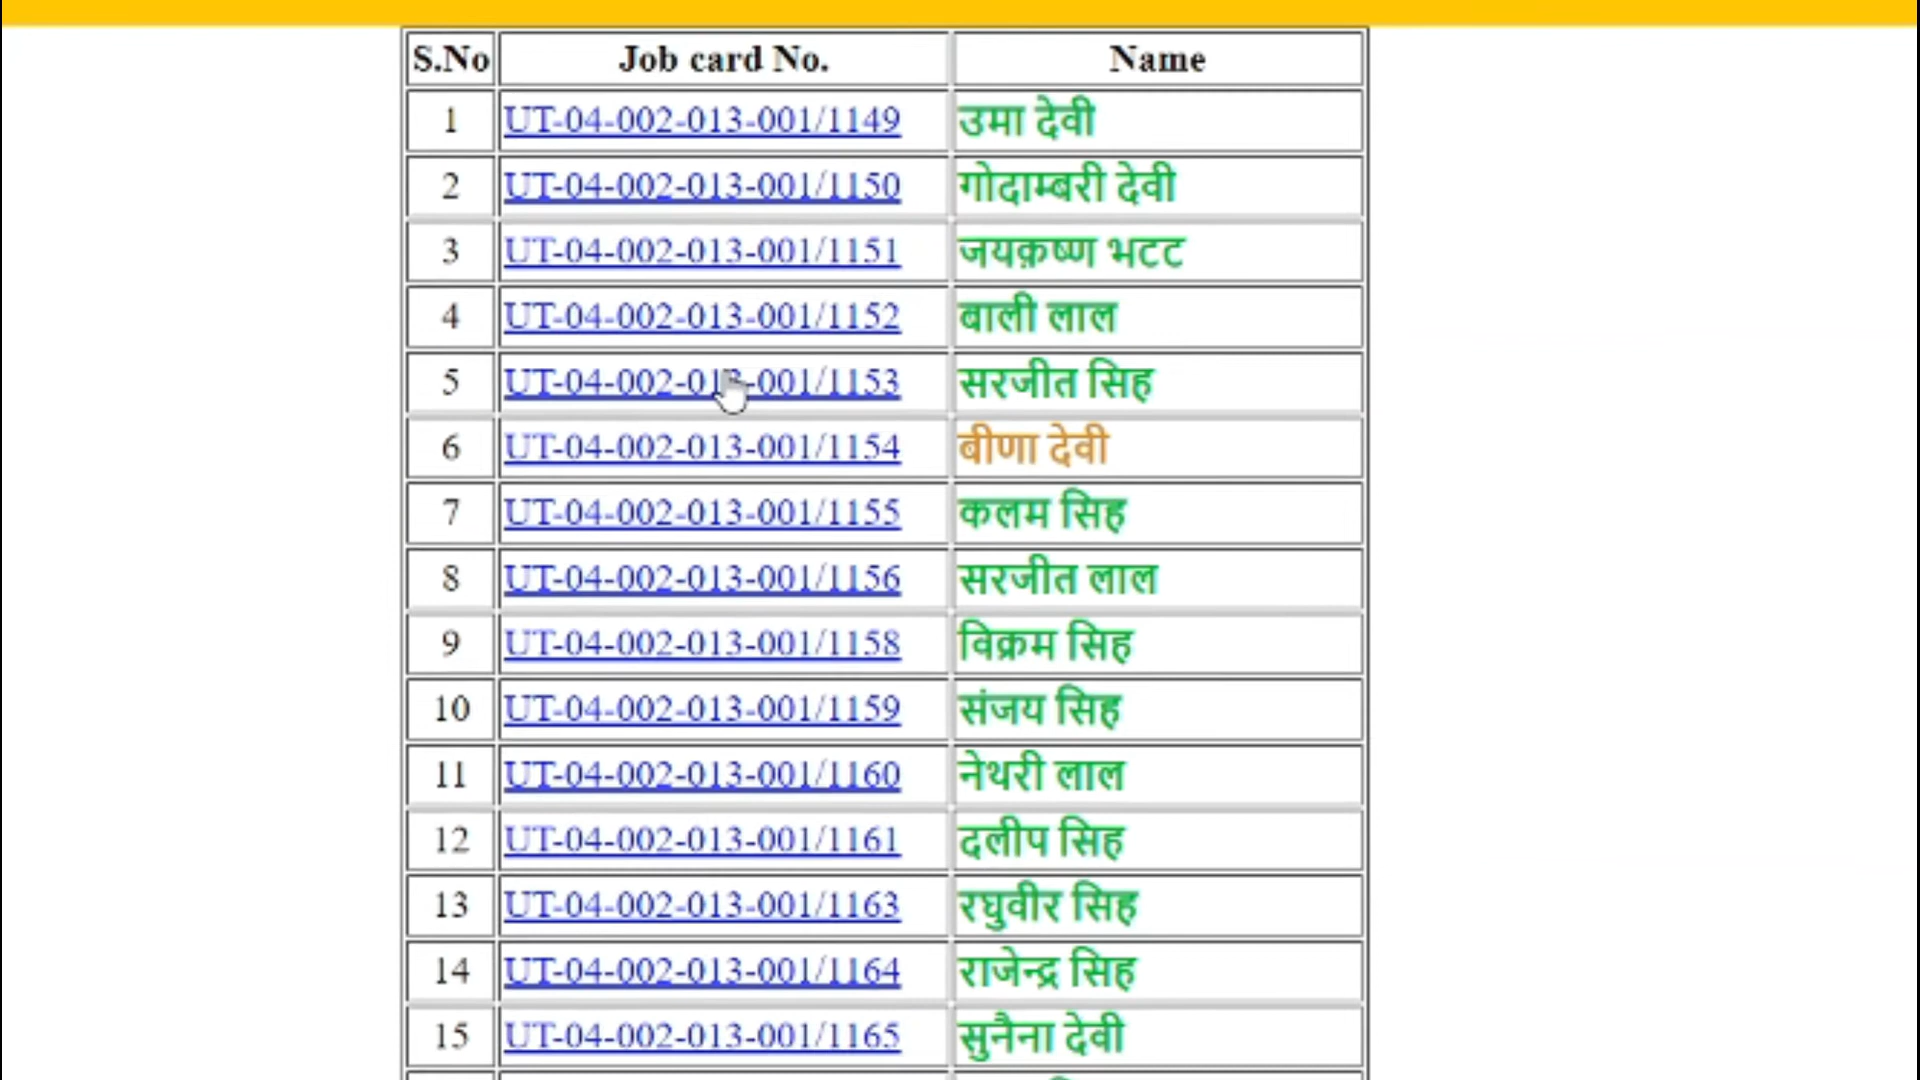 S.No Job card No. Name
1 UT-04-002-013-001/1149 उमा देवी
2 UT-04-002-013-001/1150 गोदाम्बरी देवी
3 UT-04-002-013-001/1151 जयक़ष्ण भटट
4 UT-04-002-013-001/1152 बाली लाल
5 UT-04-002-013-001/1153 सरजीत सिह
6 UT-04-002-013-001/1154 बीणा देवी
7 UT-04-002-013-001/1155 कलम सिह
8 UT-04-002-013-001/1156 सरजीत लाल
9 UT-04-002-013-001/1158 विक्रम सिह
10 UT-04-002-013-001/1159 संजय सिह
11 UT-04-002-013-001/1160 नेथरी लाल
12 UT-04-002-013-001/1161 दलीप सिह
13 UT-04-002-013-001/1163 रघुवीर सिह
14 UT-04-002-013-001/1164 राजेन्द्र सिह
15 UT-04-002-013-001/1165 सुनैना देवी